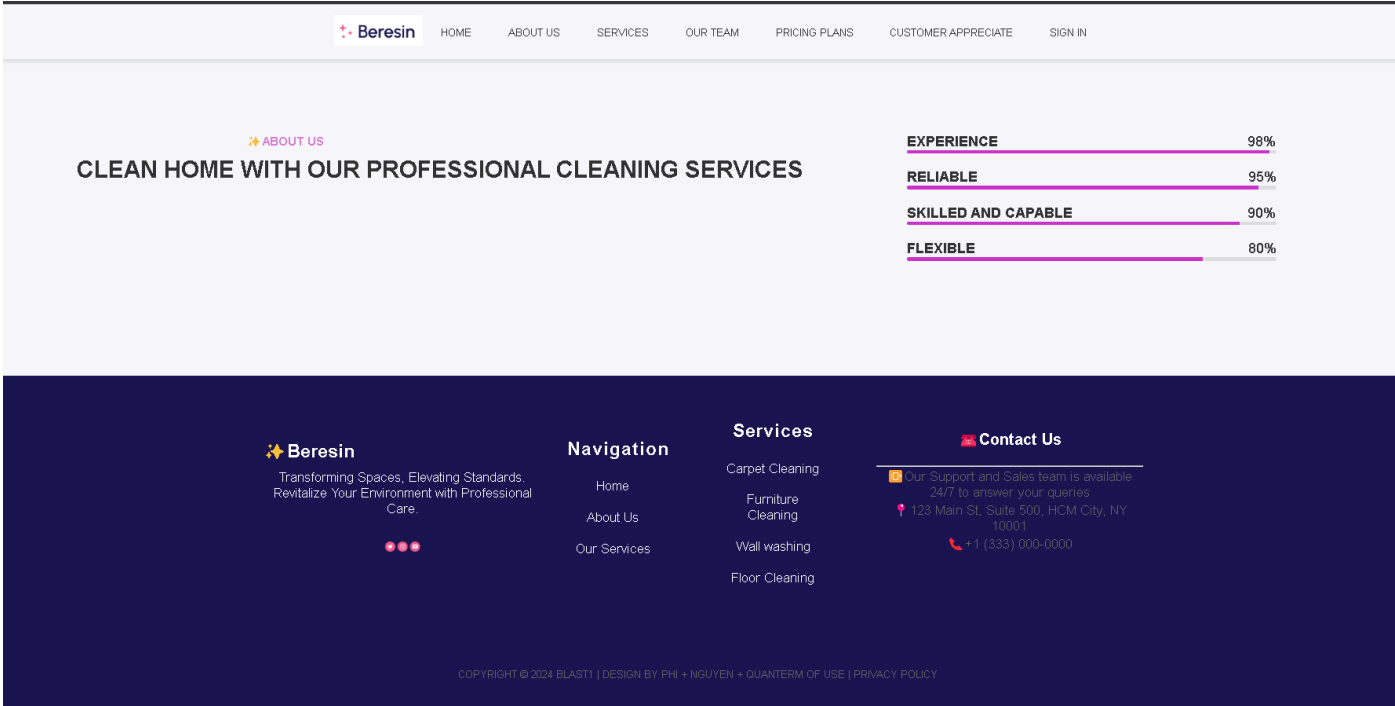 Beresin
HOME
ABOUT US
SERVICES
OUR TEAM
PRICING PLANS
CUSTOMER APPRECIATE
SIGN IN
✨ ABOUT US
CLEAN HOME WITH OUR PROFESSIONAL CLEANING SERVICES
EXPERIENCE 98%
RELIABLE 95%
SKILLED AND CAPABLE 90%
FLEXIBLE 80%
✨ Beresin
Transforming Spaces, Elevating Standards.
Revitalize Your Environment with Professional
Care.
Navigation
Home
About Us
Our Services
Services
Carpet Cleaning
Furniture
Cleaning
Wall washing
Floor Cleaning
☎️ Contact Us
Our Support and Sales team is available
24/7 to answer your queries
📍 123 Main St, Suite 500, HCM City, NY
10001
📞 +1 (333) 000-0000
COPYRIGHT © 2024 BLAST1 | DESIGN BY PHI + NGUYEN + QUANTERM OF USE | PRIVACY POLICY